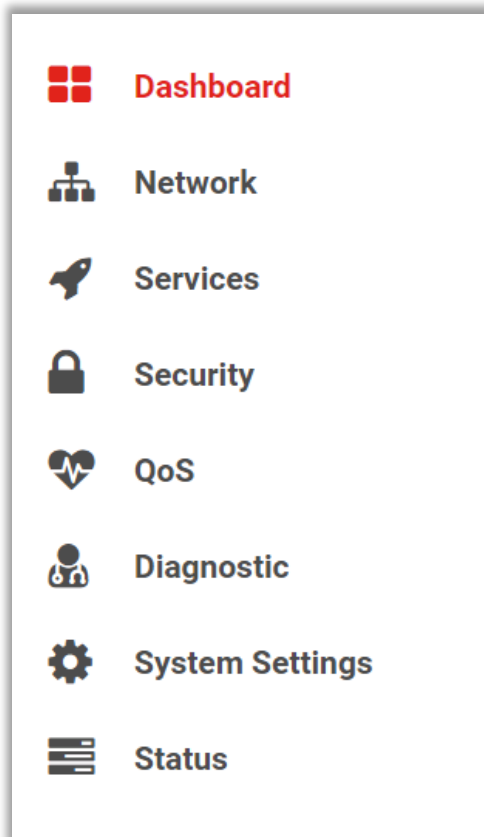 Dashboard
Network
Services
Security
QoS
Diagnostic
System Settings
Status